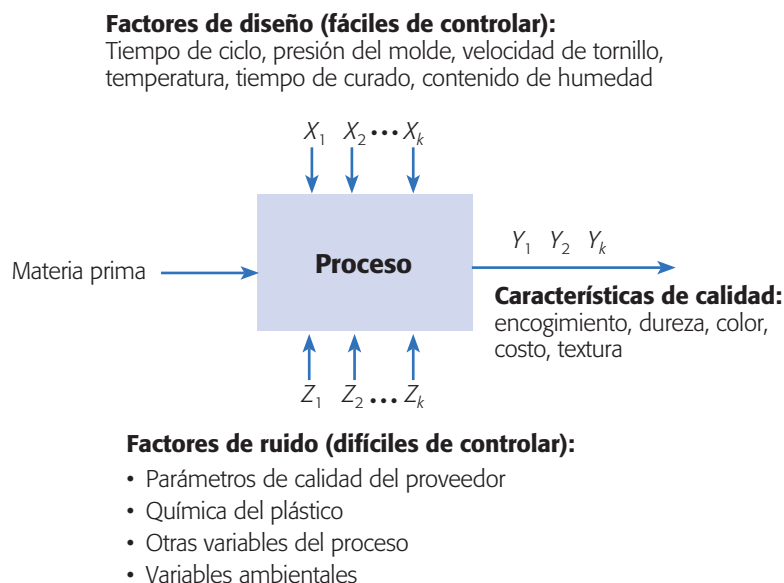 Factores de diseño (fáciles de controlar):
Tiempo de ciclo, presión del molde, velocidad de tornillo,
temperatura, tiempo de curado, contenido de humedad
X1 X2 ••• Xk
Materia prima
Proceso
Y1 Y2 Yk
Características de calidad:
encogimiento, dureza, color,
costo, textura
Z1 Z2 ••• Zk
Factores de ruido (difíciles de controlar):
• Parámetros de calidad del proveedor
• Química del plástico
• Otras variables del proceso
• Variables ambientales